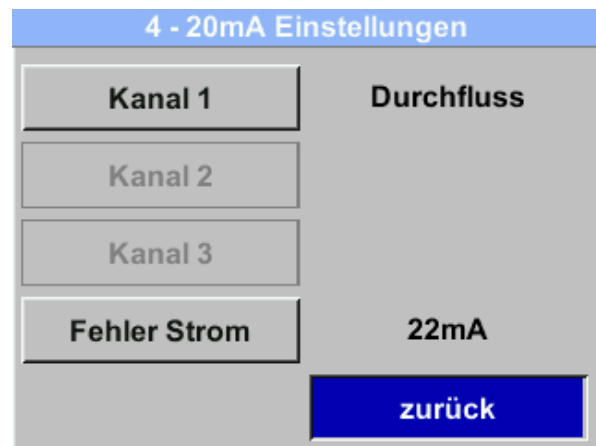 4 - 20mA Einstellungen
Kanal 1 Durchfluss
Kanal 2
Kanal 3
Fehler Strom 22mA
zurück